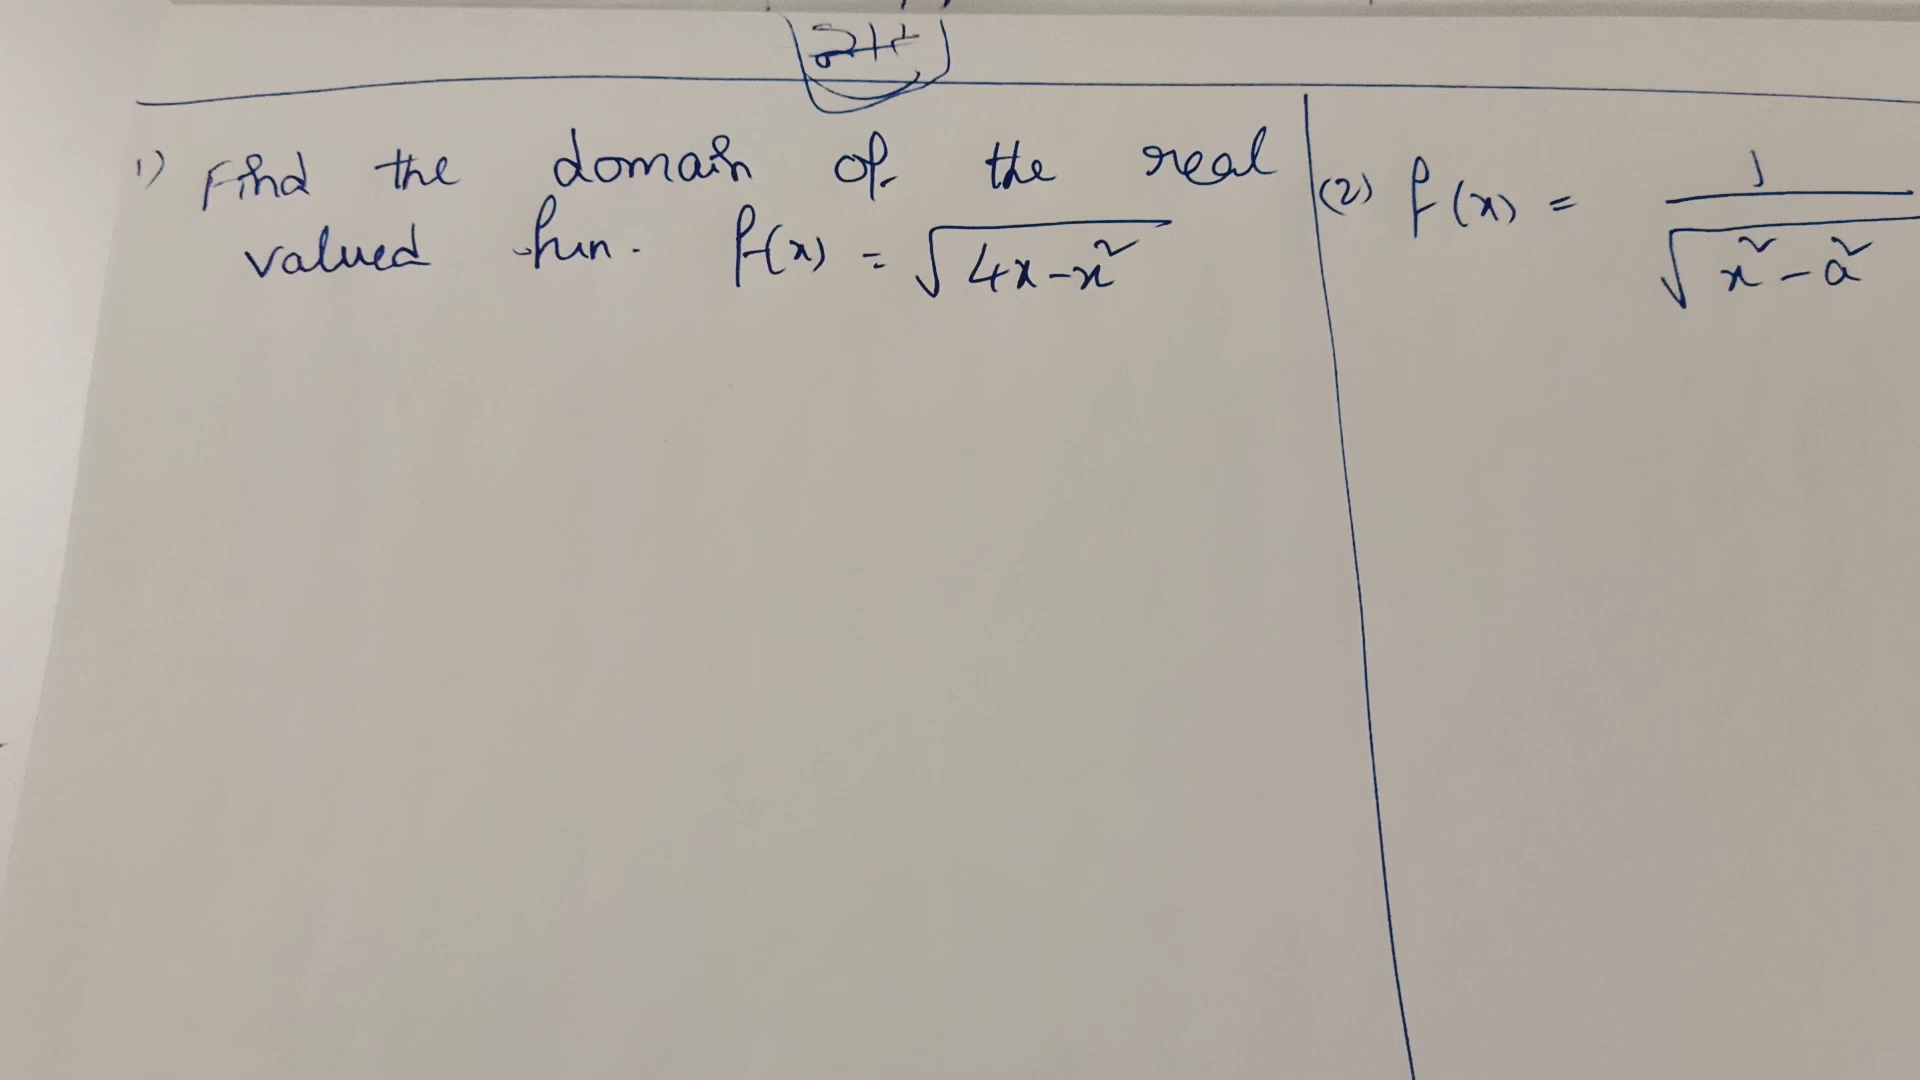 1) Find the domain of the real
valued fun. f(x) = √(4x-x²)
(2) f(x) = 1/√(x²-a²)